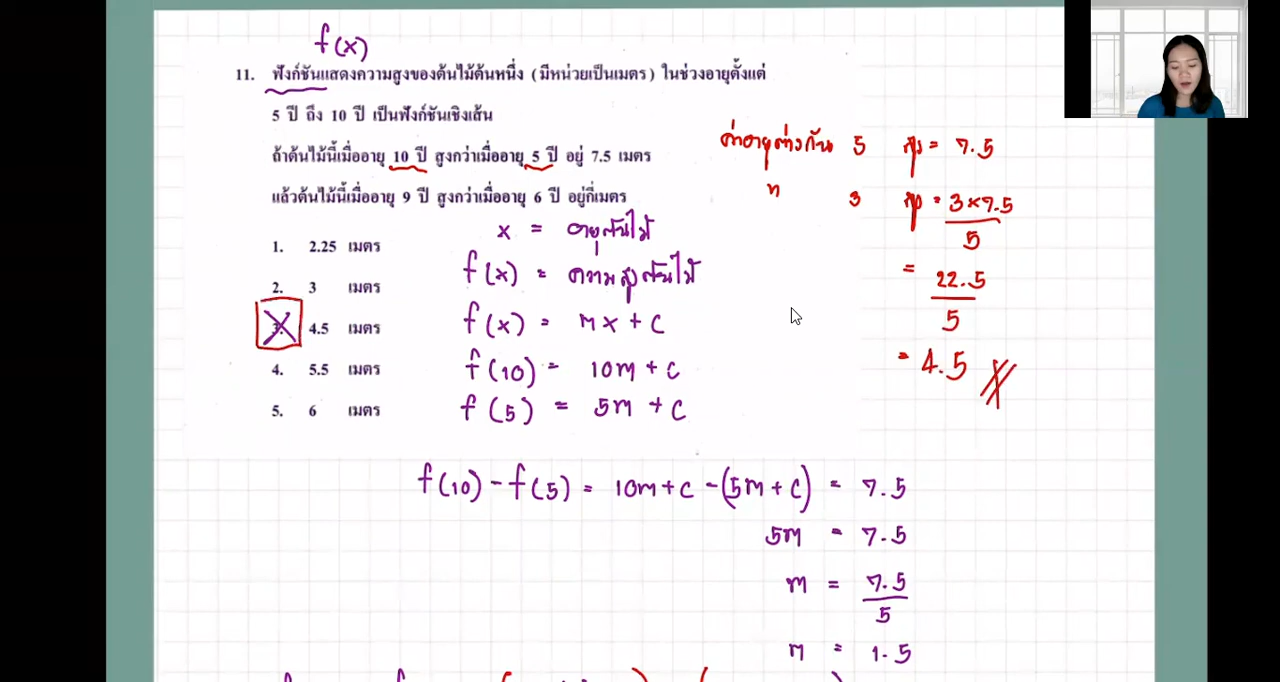 f(x)
11. ฟังก์ชันแสดงความสูงของต้นไม้ต้นหนึ่ง (มีหน่วยเป็นเมตร) ในช่วงอายุตั้งแต่
5 ปี ถึง 10 ปี เป็นฟังก์ชันเชิงเส้น
ถ้าต้นไม้นี้เมื่ออายุ 10 ปี สูงกว่าเมื่ออายุ 5 ปี อยู่ 7.5 เมตร
แล้วต้นไม้นี้เมื่ออายุ 9 ปี สูงกว่าเมื่ออายุ 6 ปี อยู่กี่เมตร
1. 2.25 เมตร
2. 3 เมตร
3. 4.5 เมตร
4. 5.5 เมตร
5. 6 เมตร
x = อายุต้นไม้
f(x) = ความสูงต้นไม้
f(x) = mx + c
f(10) = 10m + c
f(5) = 5m + c
ค่าอายุต่างกัน 5 สูง = 7.5
" 3 สูง = 3×7.5
5
= 22.5
5
= 4.5
f(10) - f(5) = 10m + c - (5m + c) = 7.5
5m = 7.5
m = 7.5
5
m = 1.5